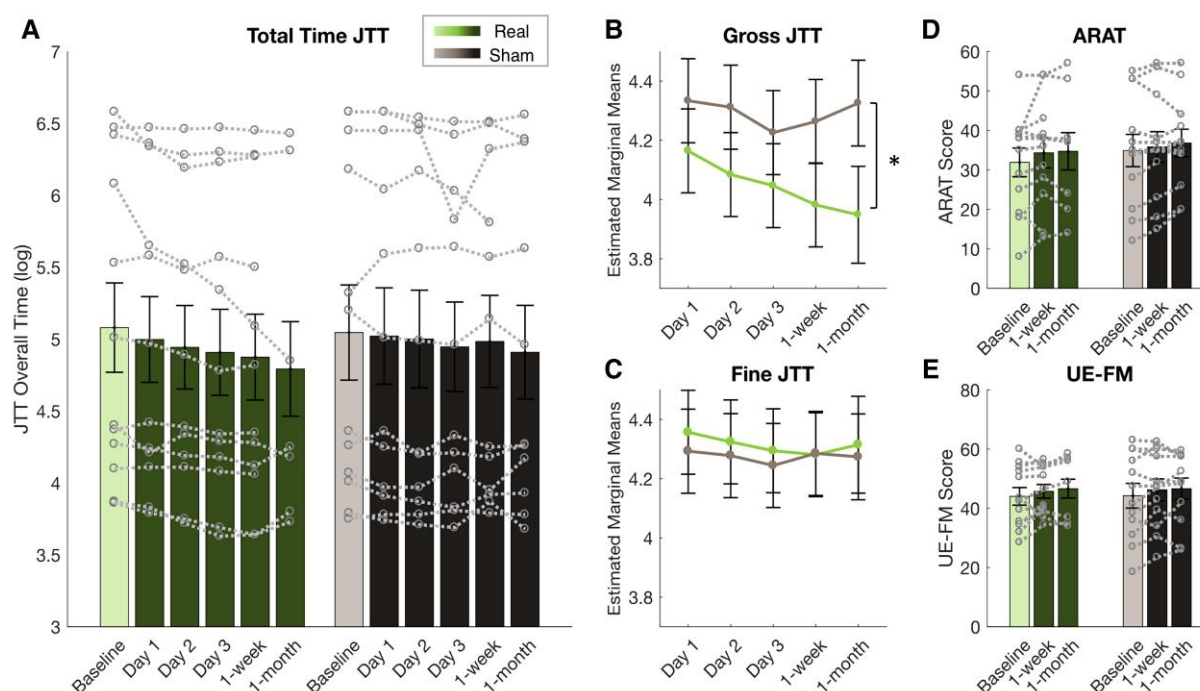 A
Total Time JTT
Real
Sham
JTT Overall Time (log)
7
6.5
6
5.5
5
4.5
4
3.5
3
Baseline
Day 1
Day 2
Day 3
1-week
1-month
Baseline
Day 1
Day 2
Day 3
1-week
1-month
B
Gross JTT
Estimated Marginal Means
4.4
4.2
4
3.8
*
Day 1
Day 2
Day 3
1-week
1-month
C
Fine JTT
Estimated Marginal Means
4.4
4.2
4
3.8
Day 1
Day 2
Day 3
1-week
1-month
D
ARAT
ARAT Score
60
50
40
30
20
10
0
Baseline
1-week
1-month
Baseline
1-week
1-month
E
UE-FM
UE-FM Score
80
60
40
20
0
Baseline
1-week
1-month
Baseline
1-week
1-month